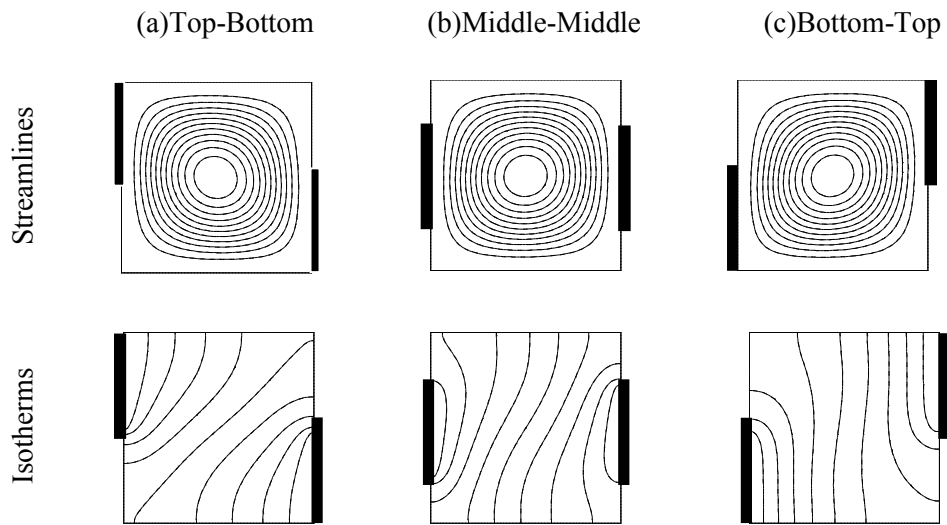 (a)Top-Bottom
(b)Middle-Middle
(c)Bottom-Top
Streamlines
Isotherms